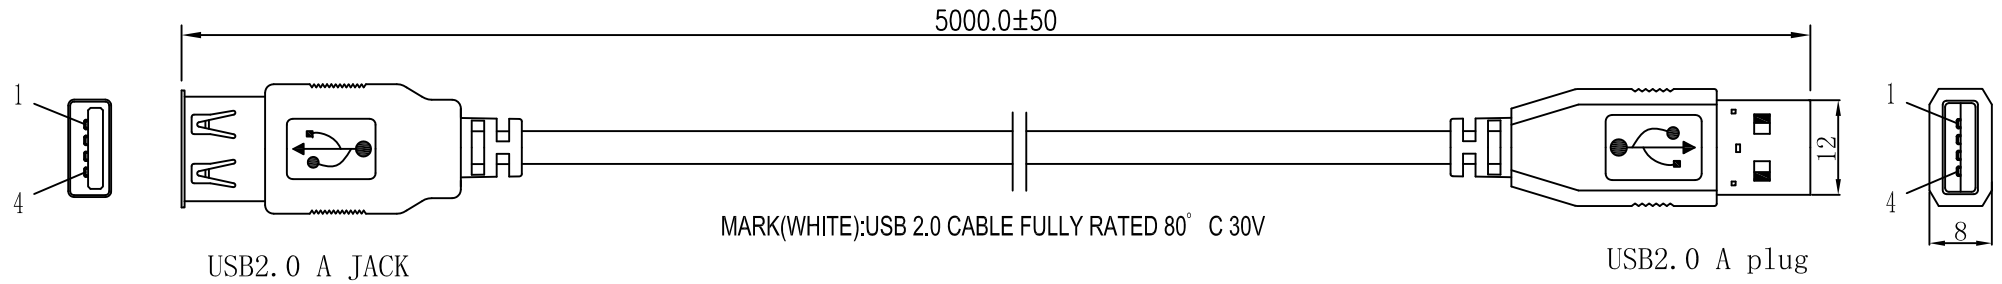 5000.0±50
1
4
1
4
12
8
MARK(WHITE):USB 2.0 CABLE FULLY RATED 80° C 30V
USB2.0 A JACK
USB2.0 A plug